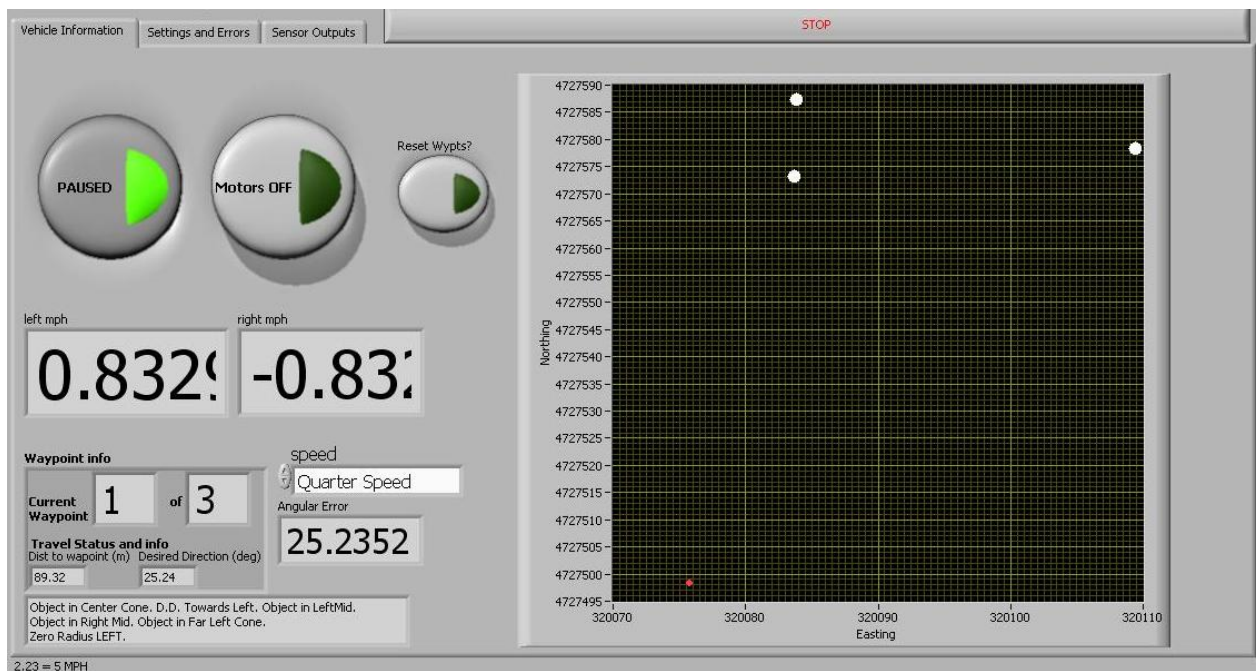 Vehicle Information
Settings and Errors
Sensor Outputs
STOP
PAUSED
Motors OFF
Reset Wypts?
left mph
right mph
0.8329
-0.832
Waypoint info
Current
Waypoint
1
of
3
speed
Quarter Speed
Angular Error
25.2352
Travel Status and info
Dist to wapoint (m)
Desired Direction (deg)
89.32
25.24
Object in Center Cone. D.D. Towards Left. Object in LeftMid.
Object in Right Mid. Object in Far Left Cone.
Zero Radius LEFT.
2.23 = 5 MPH
Northing
4727590
4727585
4727580
4727575
4727570
4727565
4727560
4727555
4727550
4727545
4727540
4727535
4727530
4727525
4727520
4727515
4727510
4727505
4727500
4727495
320070
320080
320090
320100
320110
Easting